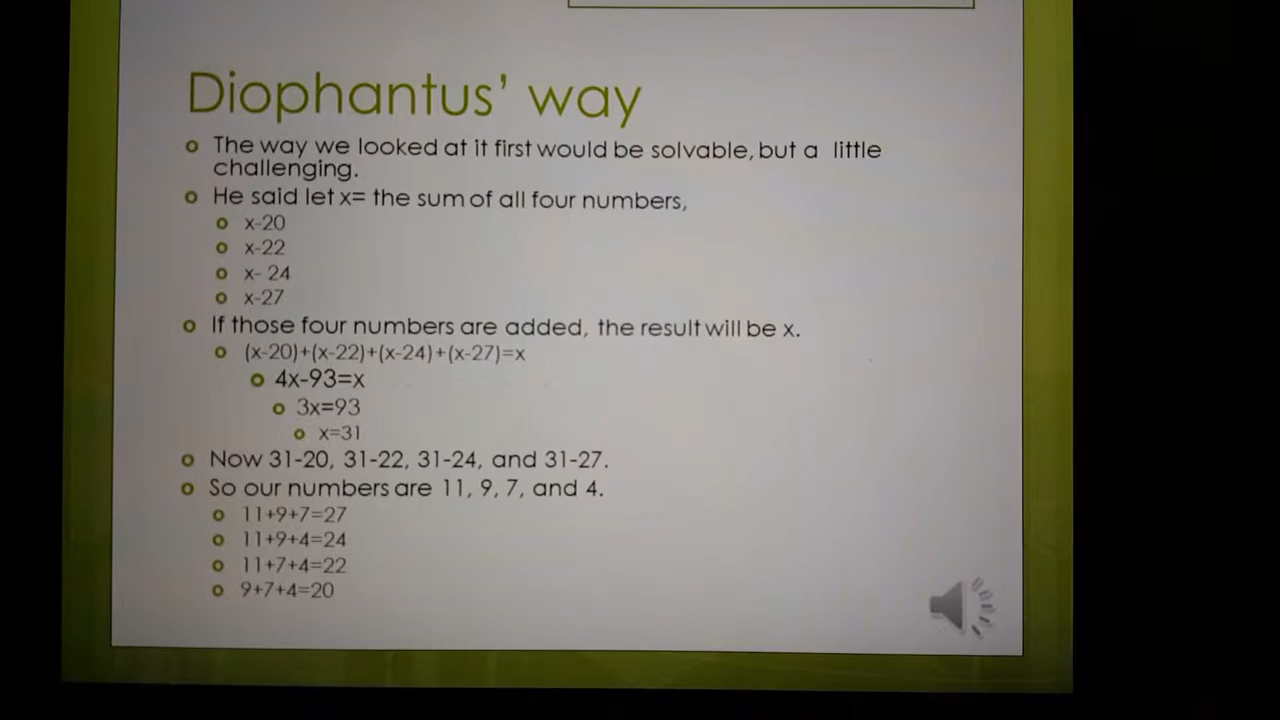 Diophantus' way
The way we looked at it first would be solvable, but a little
challenging.
He said let x= the sum of all four numbers,
x-20
x-22
x- 24
x-27
If those four numbers are added, the result will be x.
(x-20)+(x-22)+(x-24)+(x-27)=x
4x-93=x
3x=93
x=31
Now 31-20, 31-22, 31-24, and 31-27.
So our numbers are 11, 9, 7, and 4.
11+9+7=27
11+9+4=24
11+7+4=22
9+7+4=20